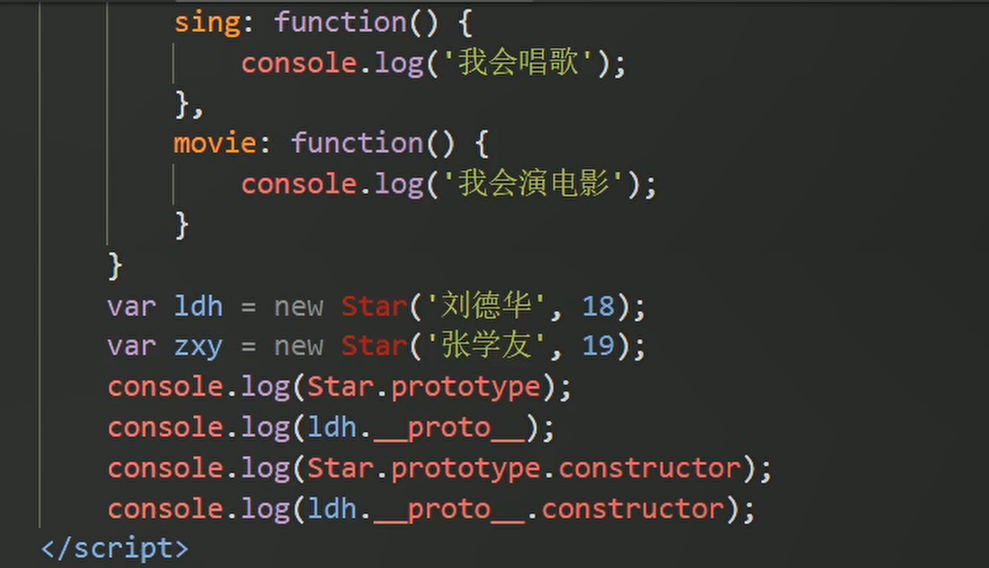 sing: function() {
console.log('我会唱歌');
},
movie: function() {
console.log('我会演电影');
}
}
var ldh = new Star('刘德华', 18);
var zxy = new Star('张学友', 19);
console.log(Star.prototype);
console.log(ldh.__proto__);
console.log(Star.prototype.constructor);
console.log(ldh.__proto__.constructor);
</script>